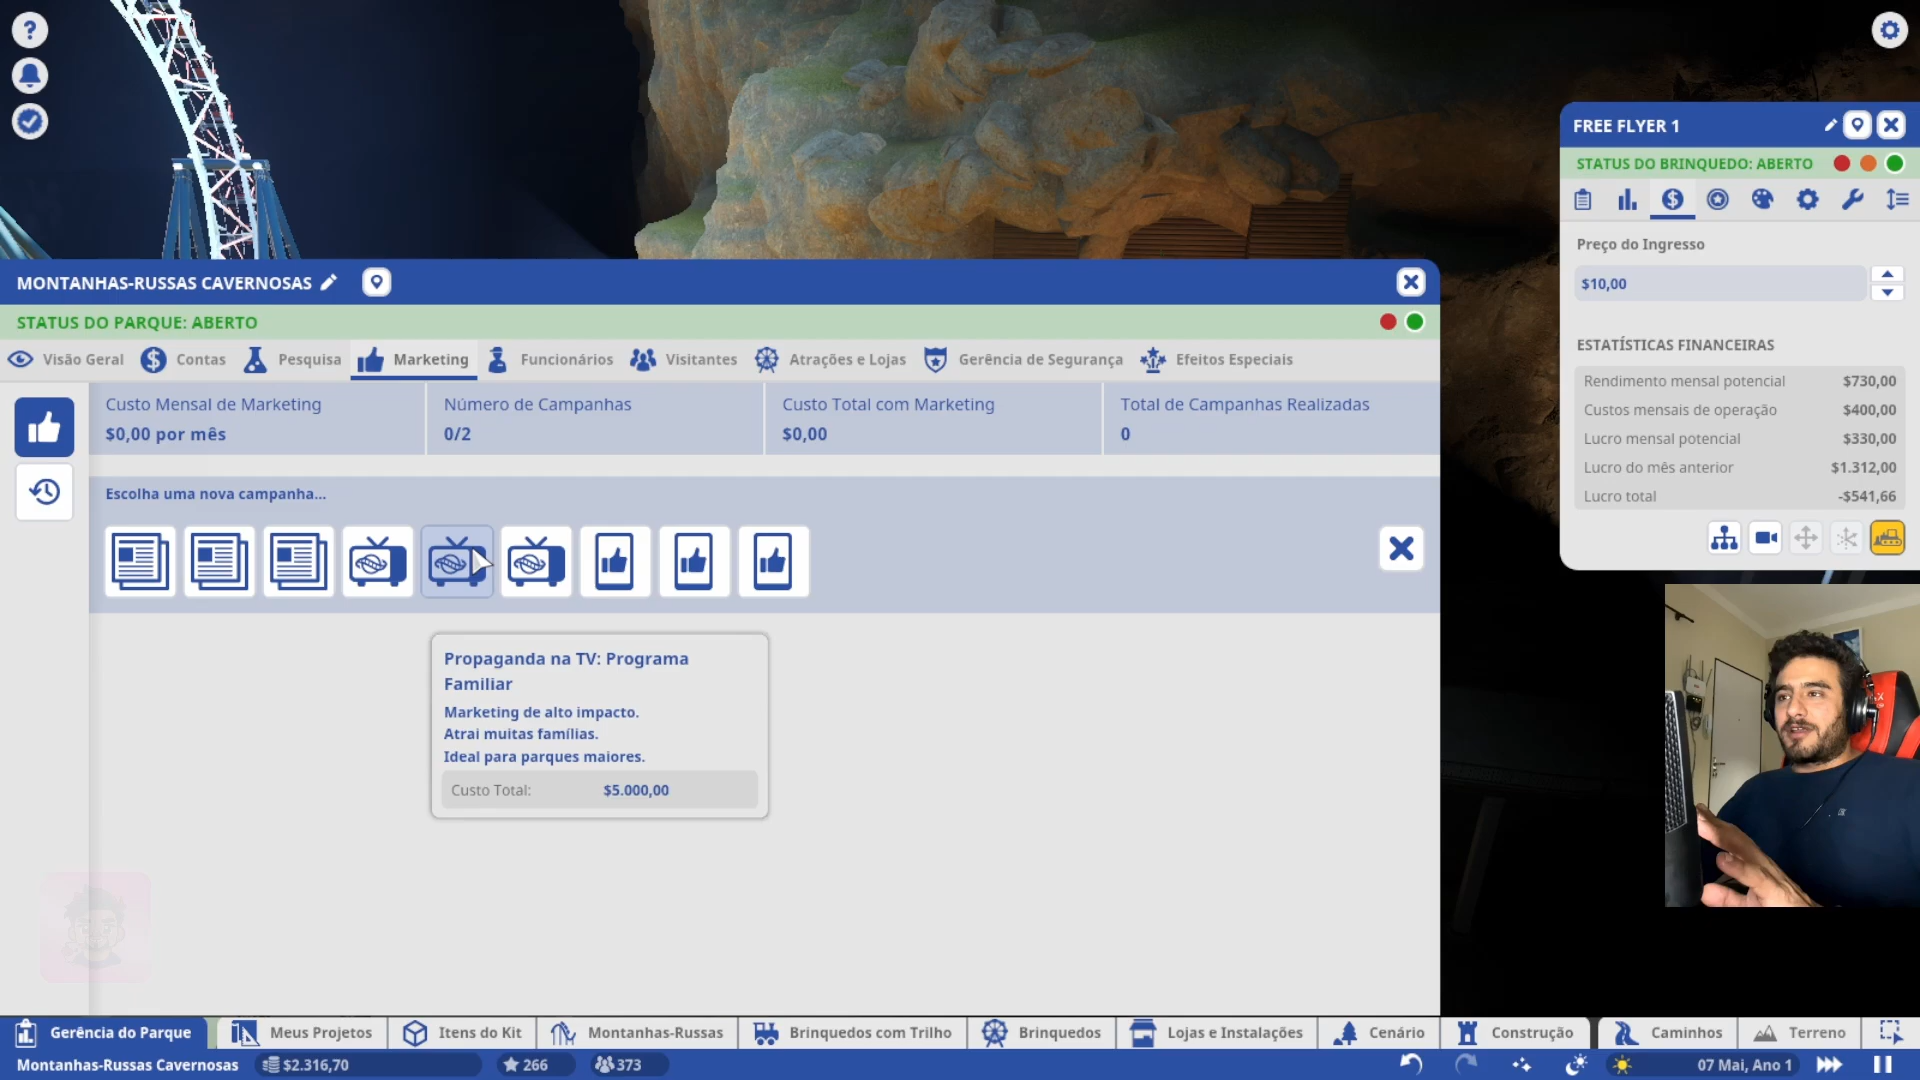 FREE FLYER 1
STATUS DO BRINQUEDO: ABERTO
Preço do Ingresso
$10,00
ESTATÍSTICAS FINANCEIRAS
Rendimento mensal potencial $730,00
Custos mensais de operação $400,00
Lucro mensal potencial $330,00
Lucro do mês anterior $1.312,00
Lucro total -$541,66
MONTANHAS-RUSSAS CAVERNOSAS
STATUS DO PARQUE: ABERTO
Visão Geral Contas Pesquisa Marketing Funcionários Visitantes Atrações e Lojas Gerência de Segurança Efeitos Especiais
Custo Mensal de Marketing Número de Campanhas Custo Total com Marketing Total de Campanhas Realizadas
$0,00 por mês 0/2 $0,00 0
Escolha uma nova campanha...
Propaganda na TV: Programa
Familiar
Marketing de alto impacto.
Atrai muitas famílias.
Ideal para parques maiores.
Custo Total: $5.000,00
Gerência do Parque Meus Projetos Itens do Kit Montanhas-Russas Brinquedos com Trilho Brinquedos Lojas e Instalações Cenário Construção Caminhos Terreno
Montanhas-Russas Cavernosas $2.316,70 266 373 07 Mai, Ano 1